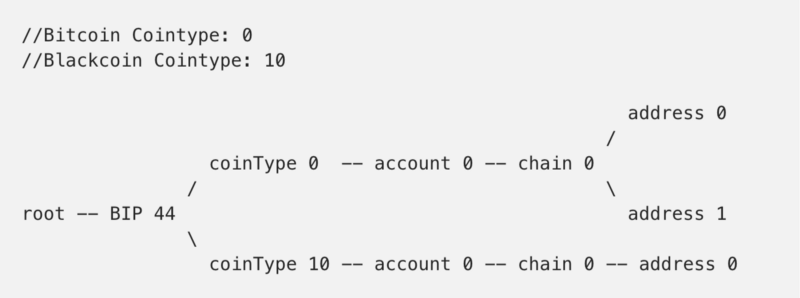 //Bitcoin Cointype: 0
//Blackcoin Cointype: 10
address 0
/
coinType 0 -- account 0 -- chain 0
/ \
root -- BIP 44 address 1
\
coinType 10 -- account 0 -- chain 0 -- address 0